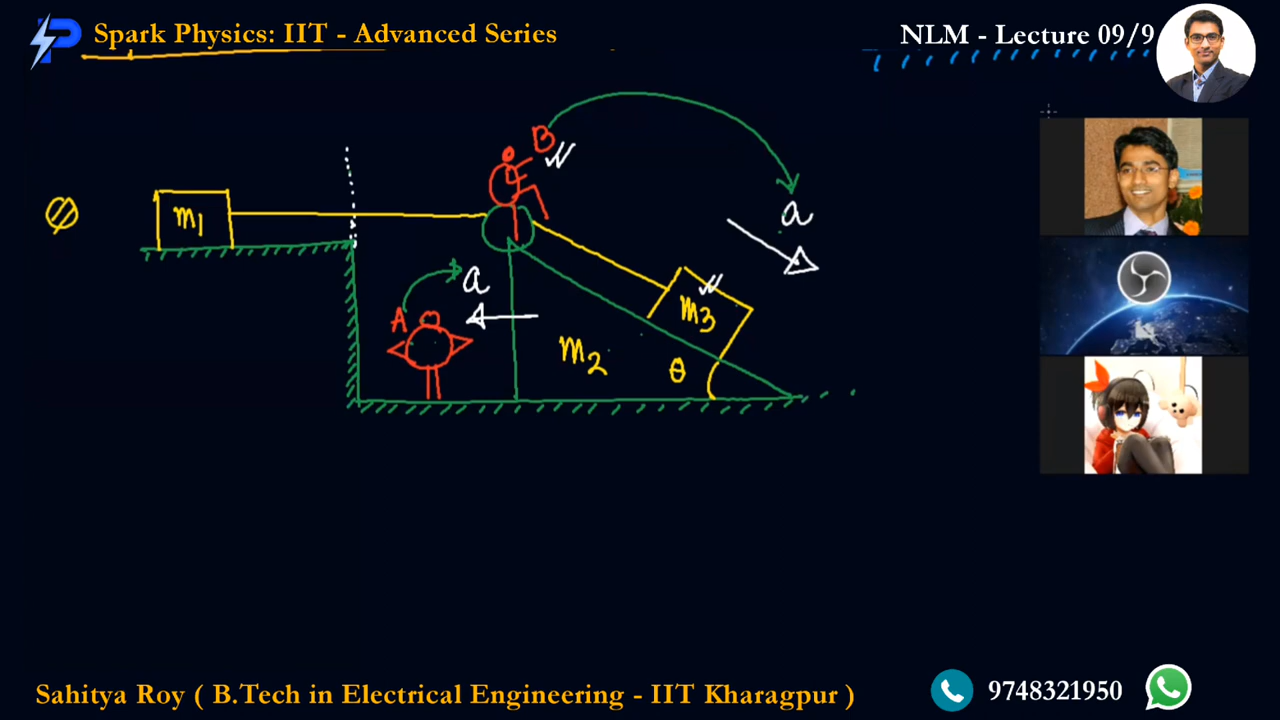 Spark Physics: IIT - Advanced Series
NLM - Lecture 09/9
B
m1
a
A
a
m3
m2
θ
Sahitya Roy ( B.Tech in Electrical Engineering - IIT Kharagpur )
9748321950